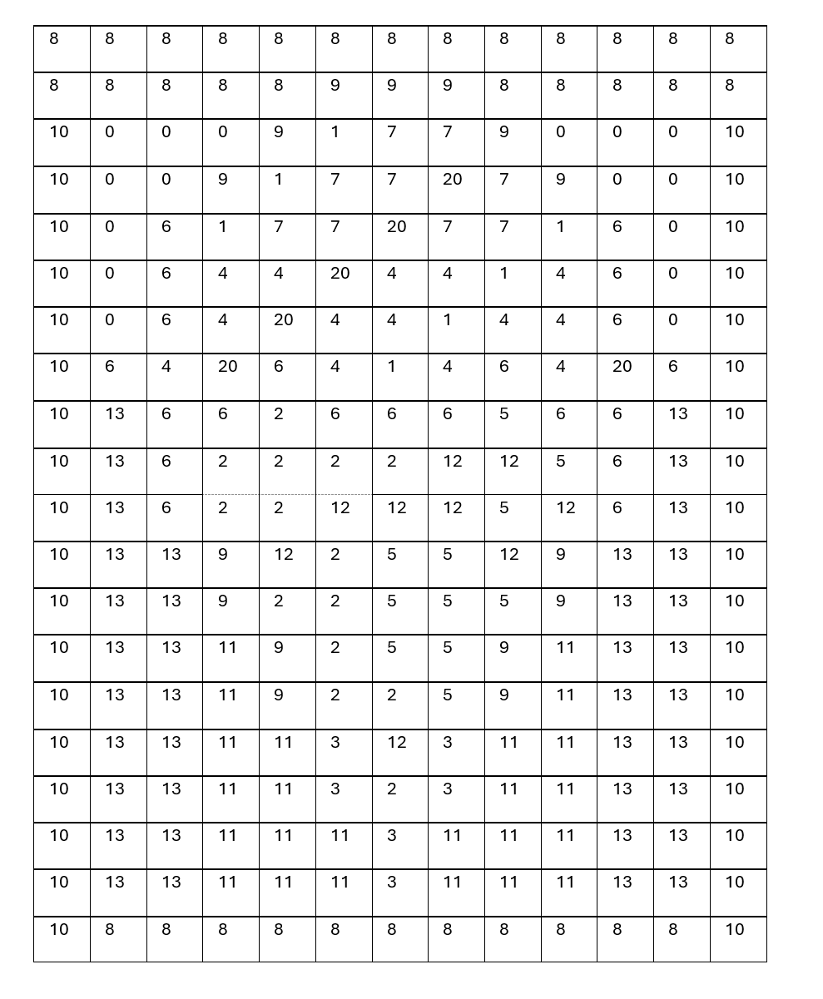 8 8 8 8 8 8 8 8 8 8 8 8 8
8 8 8 8 8 9 9 9 8 8 8 8 8
10 0 0 0 9 1 7 7 9 0 0 0 10
10 0 0 9 1 7 7 20 7 9 0 0 10
10 0 6 1 7 7 20 7 7 1 6 0 10
10 0 6 4 4 20 4 4 1 4 6 0 10
10 0 6 4 20 4 4 1 4 4 6 0 10
10 6 4 20 6 4 1 4 6 4 20 6 10
10 13 6 6 2 6 6 6 5 6 6 13 10
10 13 6 2 2 2 2 12 12 5 6 13 10
10 13 6 2 2 12 12 12 5 12 6 13 10
10 13 13 9 12 2 5 5 12 9 13 13 10
10 13 13 9 2 2 5 5 5 9 13 13 10
10 13 13 11 9 2 5 5 9 11 13 13 10
10 13 13 11 9 2 2 5 9 11 13 13 10
10 13 13 11 11 3 12 3 11 11 13 13 10
10 13 13 11 11 3 2 3 11 11 13 13 10
10 13 13 11 11 11 3 11 11 11 13 13 10
10 13 13 11 11 11 3 11 11 11 13 13 10
10 8 8 8 8 8 8 8 8 8 8 8 10